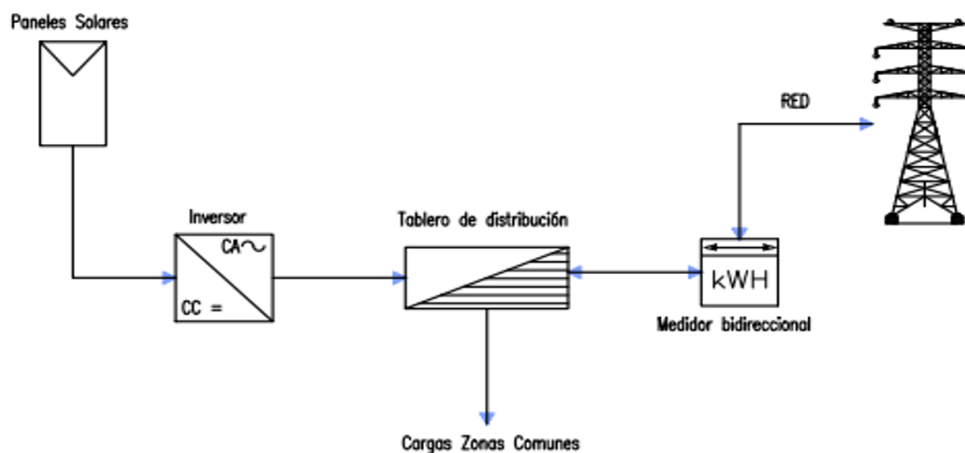 Paneles Solares
RED
Inversor
CA
CC =
Tablero de distribución
kWH
Medidor bidireccional
Cargas Zonas Comunes